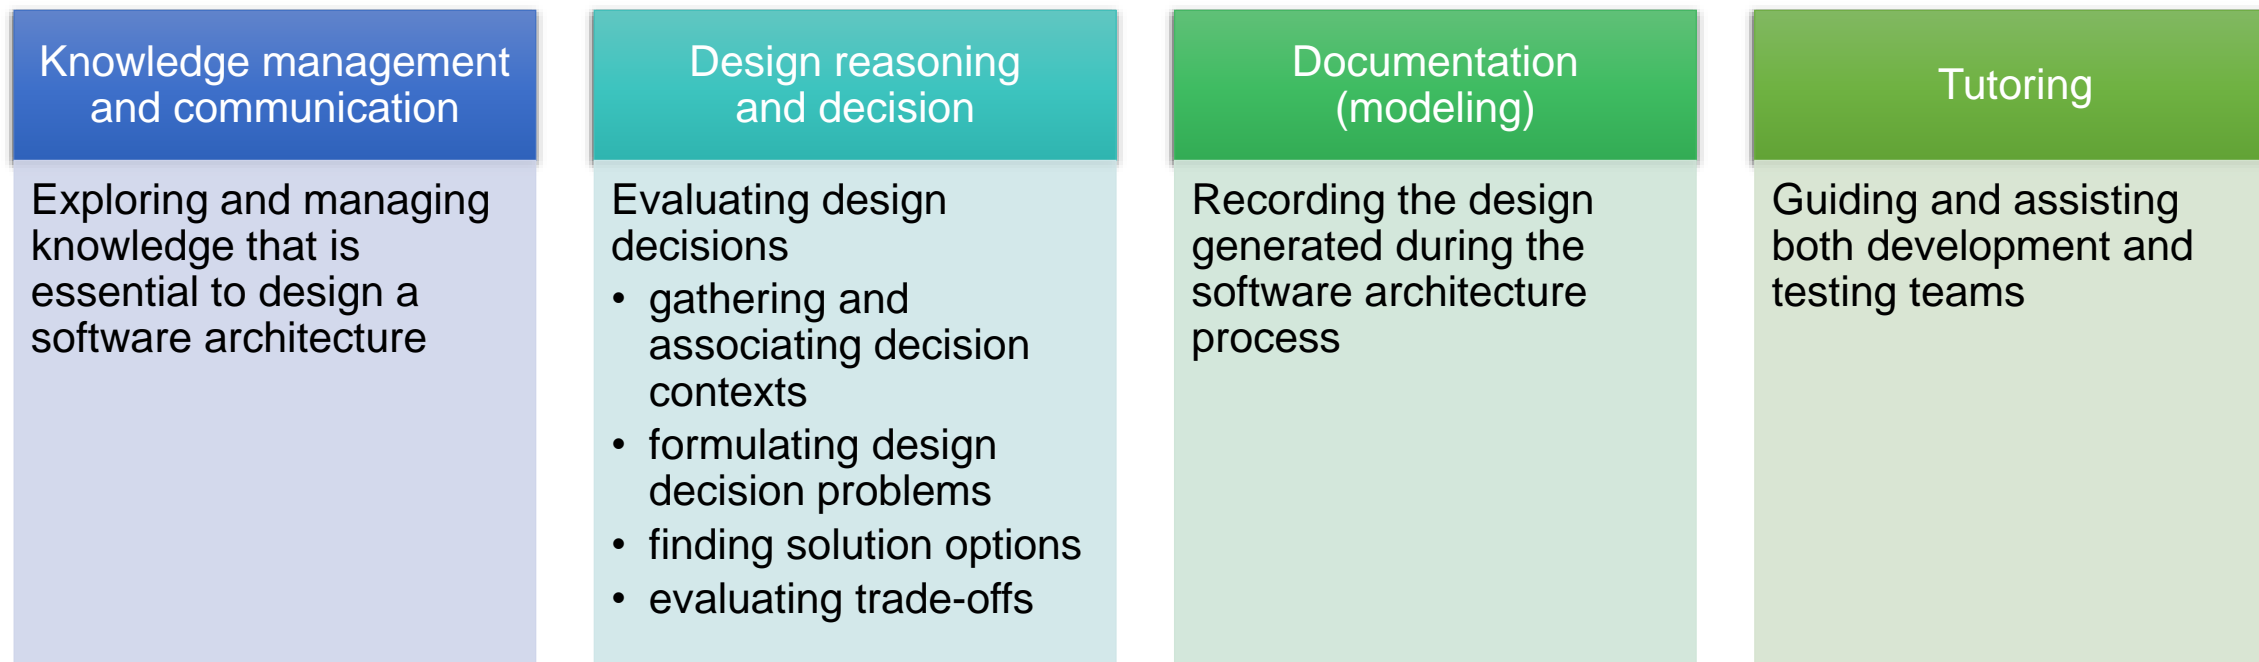 Knowledge management
and communication
Exploring and managing
knowledge that is
essential to design a
software architecture
Design reasoning
and decision
Evaluating design
decisions
• gathering and
associating decision
contexts
• formulating design
decision problems
• finding solution options
• evaluating trade-offs
Documentation
(modeling)
Recording the design
generated during the
software architecture
process
Tutoring
Guiding and assisting
both development and
testing teams